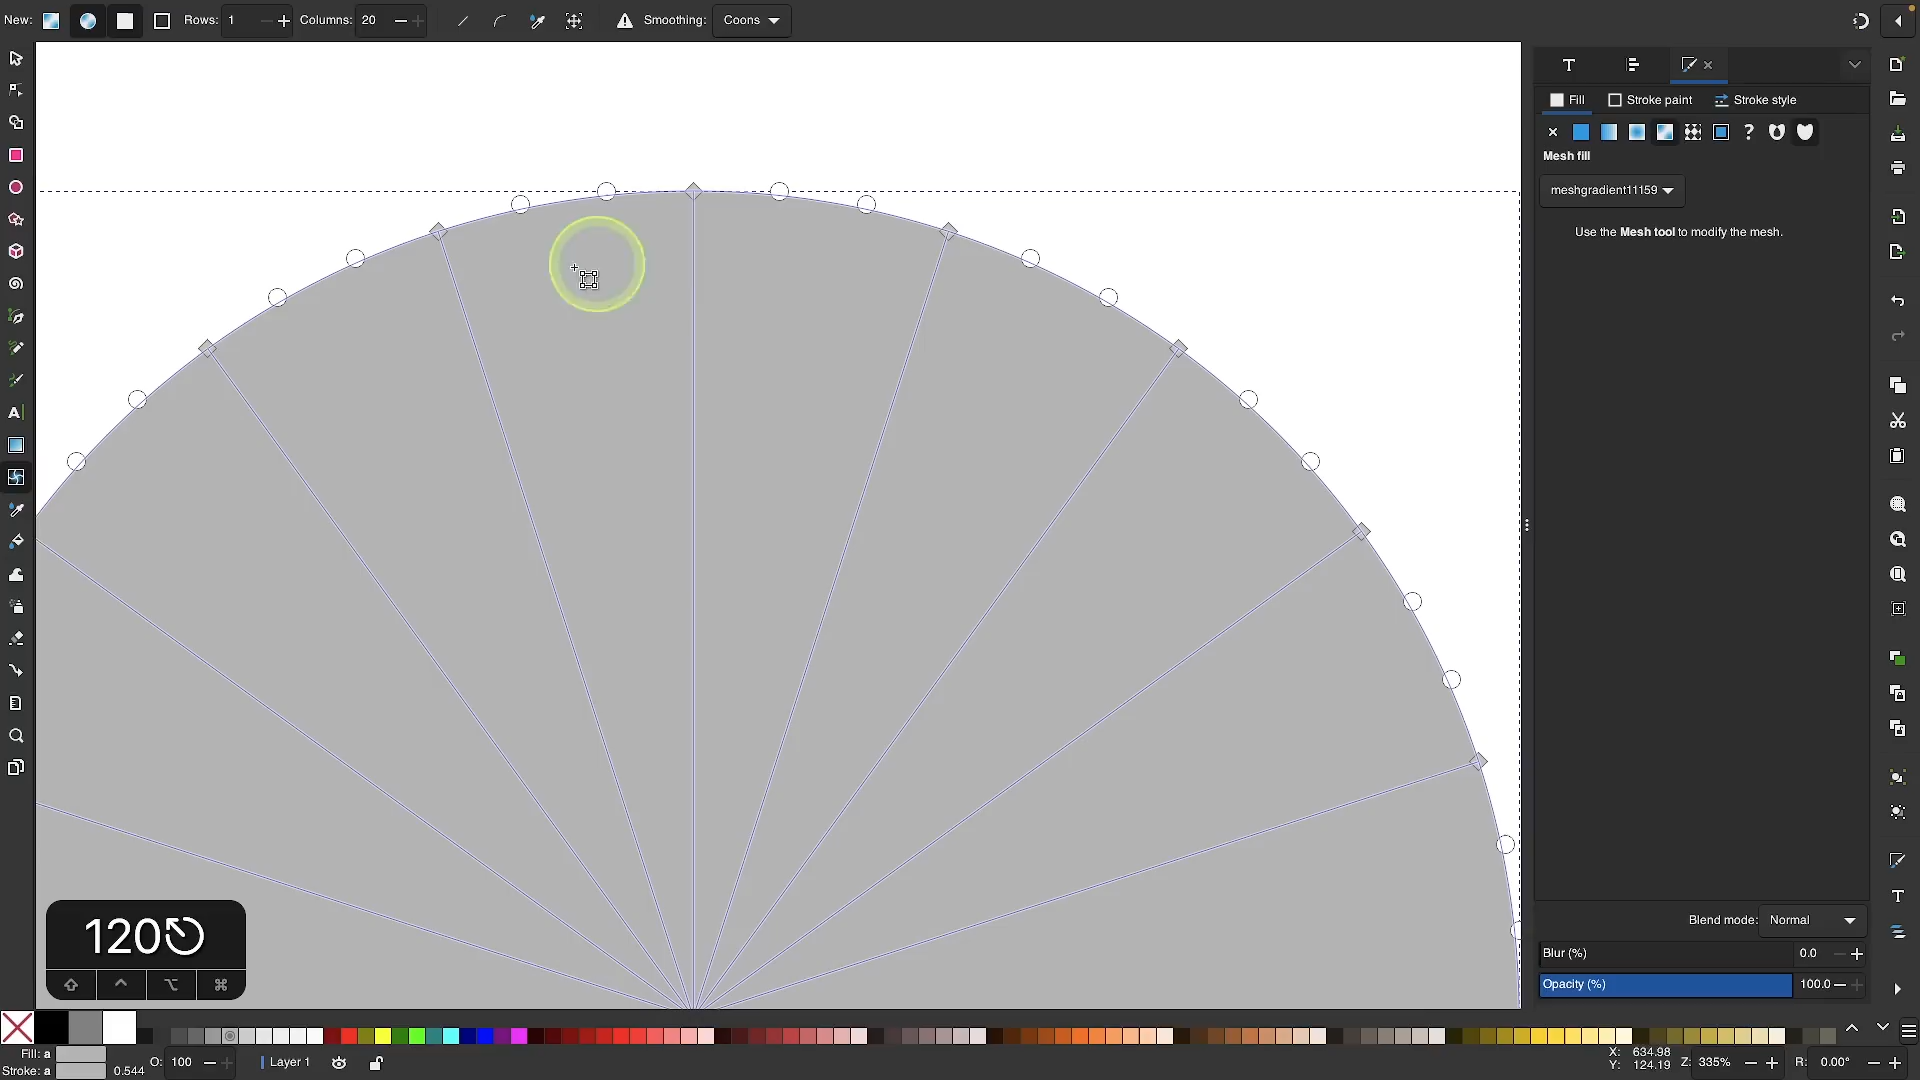 New: Rows: 1 Columns: 20 Smoothing: Coons
Fill Stroke paint Stroke style
Mesh fill
meshgradient11159
Use the Mesh tool to modify the mesh.
120
Blend mode: Normal
Blur (%) 0.0
Opacity (%) 100.0
Fill: a
Stroke: a 0.544
O: 100
Layer 1
X: 634.98
Y: 124.19
Z: 335%
R: 0.00°